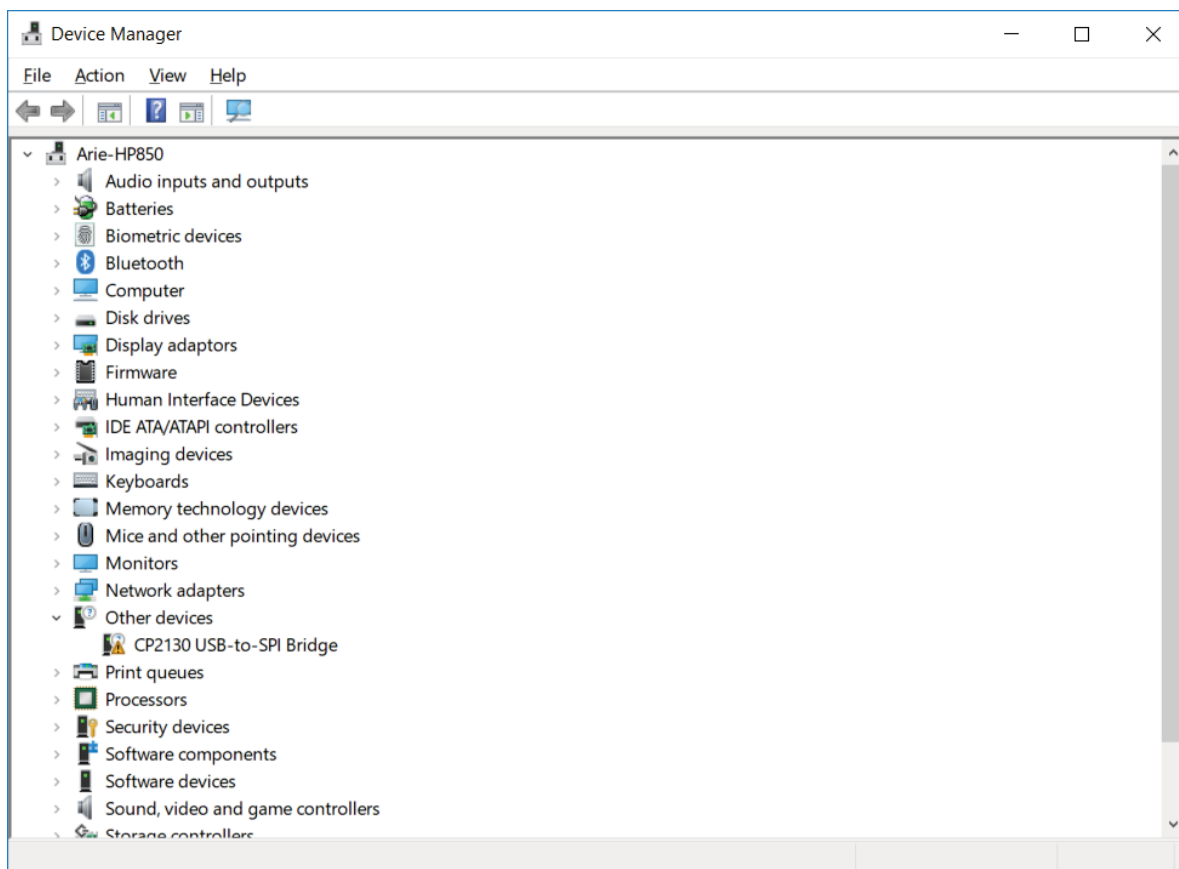 Device Manager
File Action View Help
Arie-HP850
Audio inputs and outputs
Batteries
Biometric devices
Bluetooth
Computer
Disk drives
Display adaptors
Firmware
Human Interface Devices
IDE ATA/ATAPI controllers
Imaging devices
Keyboards
Memory technology devices
Mice and other pointing devices
Monitors
Network adapters
Other devices
CP2130 USB-to-SPI Bridge
Print queues
Processors
Security devices
Software components
Software devices
Sound, video and game controllers
Storage controllers